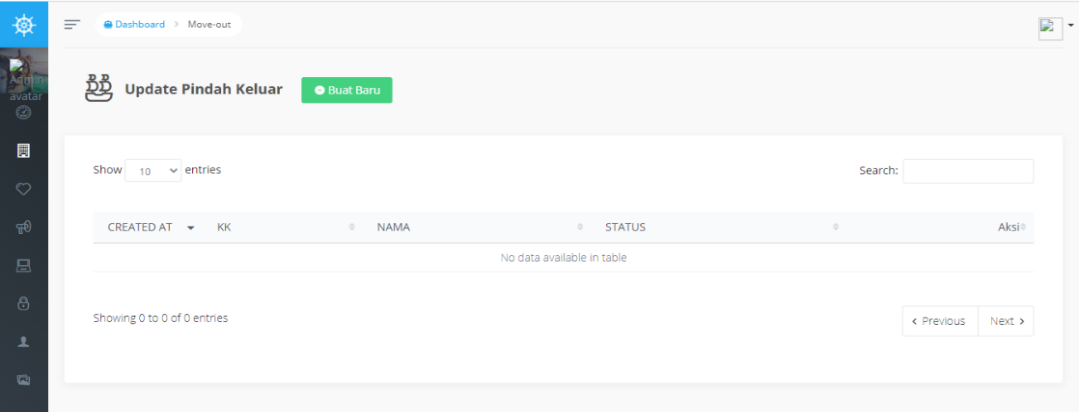 Dashboard > Move-out
Admin
avatar
Update Pindah Keluar
Buat Baru
Show 10 entries
Search:
CREATED AT KK NAMA STATUS Aksi
No data available in table
Showing 0 to 0 of 0 entries
< Previous Next >